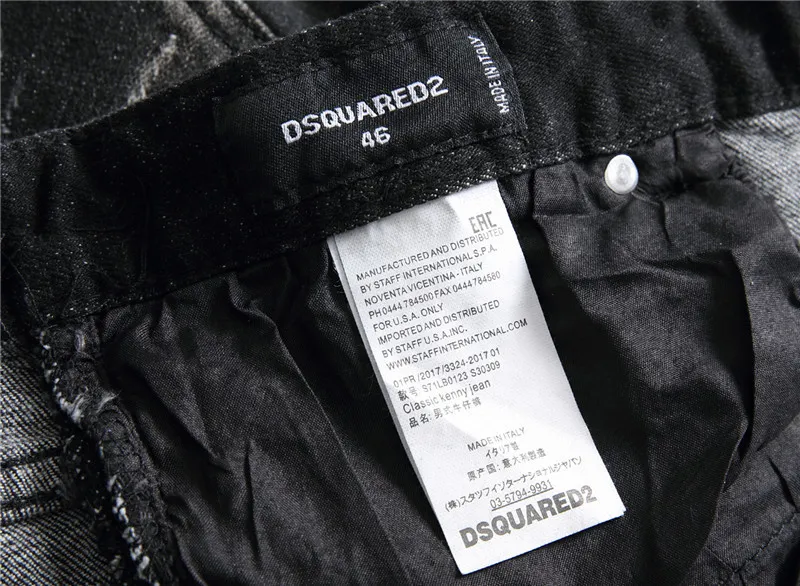 DSQUARED2
46
MADE IN ITALY
EAC
MANUFACTURED AND DISTRIBUTED
BY STAFF INTERNATIONAL S.P.A.
NOVENTA VICENTINA - ITALY
PH 0444 784500 FAX 0444 784580
FOR U.S.A. ONLY
IMPORTED AND DISTRIBUTED
BY STAFF U.S.A. INC.
WWW.STAFFINTERNATIONAL.COM
01PR /2017/3324-2017 01
款号 S71LB0123 S30309
Classic kenny jean
品名: 男式牛仔裤
MADE IN ITALY
イタリア製
原产国: 意大利制造
(株)スタッフインターナショナルジャパン
03-5794-9931
DSQUARED2